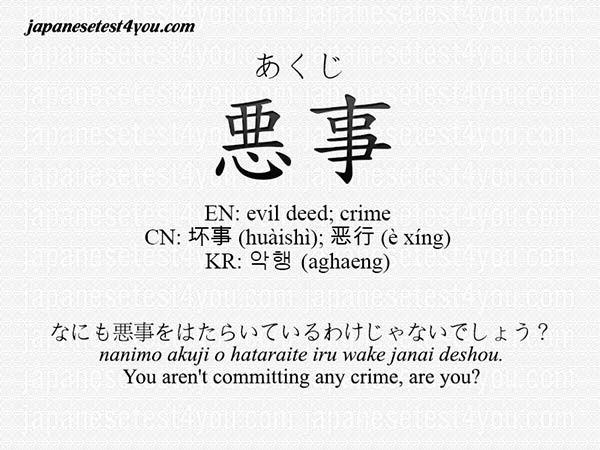 japanesetest4you.com
あくじ
悪事
EN: evil deed; crime
CN: 坏事 (huàishì); 恶行 (è xíng)
KR: 악행 (aghaeng)
なにも悪事をはたらいているわけじゃないでしょう？
nanimo akuji o hataraite iru wake janai deshou.
You aren't committing any crime, are you?